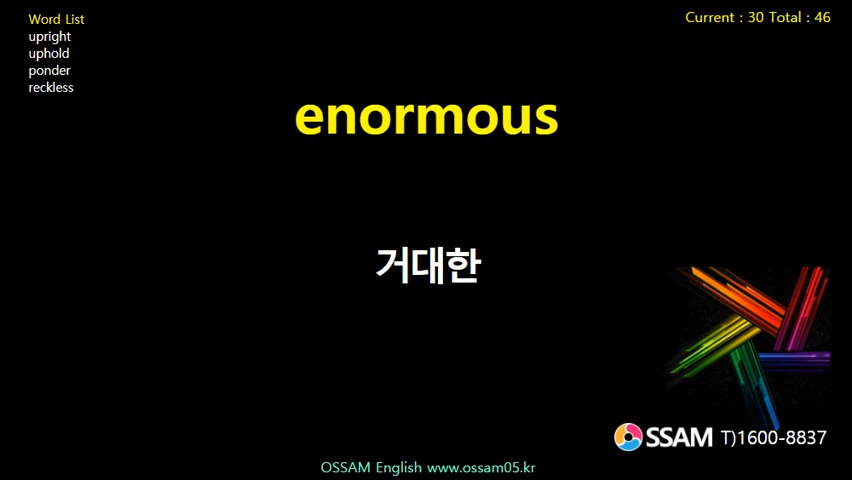 Word List
upright
uphold
ponder
reckless
Current : 30 Total : 46
enormous
거대한
OSSAM T)1600-8837
OSSAM English www.ossam05.kr